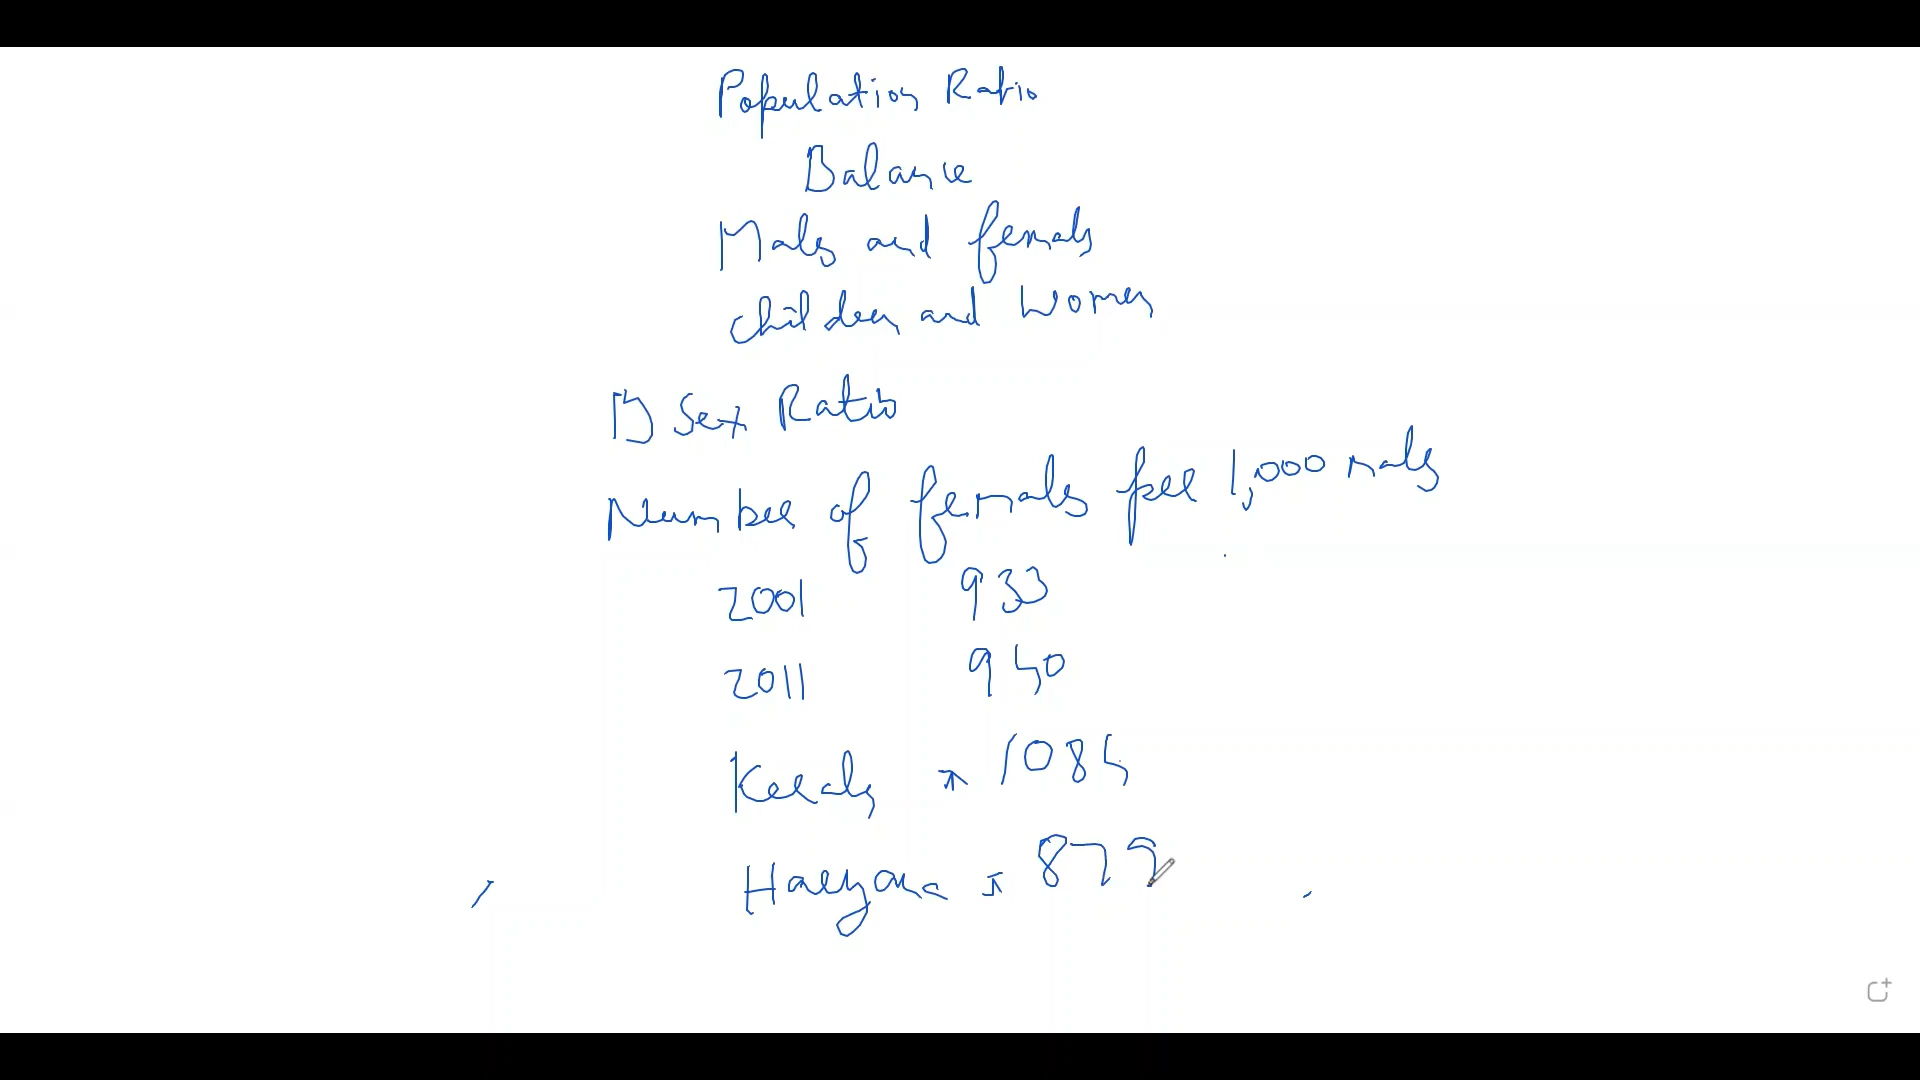 Population Ratio
Balance
Males and females
Children and Women
1) Sex Ratio
Number of females per 1,000 males
2001 933
2011 940
Kerala → 1084
Haryana → 879